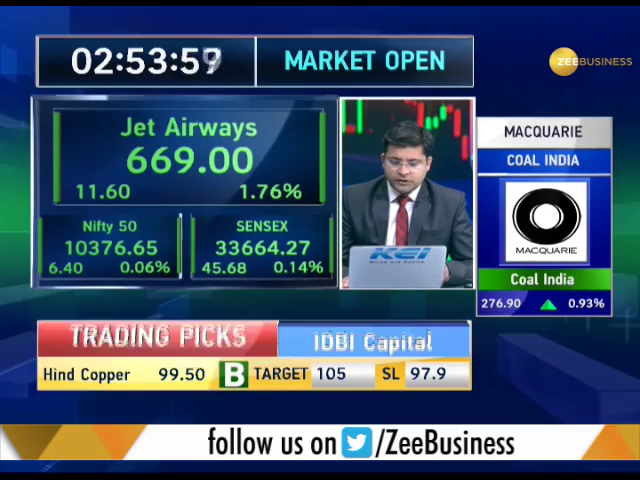 02:53:59 MARKET OPEN
ZEEBUSINESS
Jet Airways
669.00
11.60 1.76%
Nifty 50
10376.65
6.40 0.06%
SENSEX
33664.27
45.68 0.14%
KEI
Wires and Cables
MACQUARIE
COAL INDIA
MACQUARIE
Coal India
276.90 0.93%
TRADING PICKS IDBI Capital
Hind Copper 99.50 B TARGET 105 SL 97.9
follow us on /ZeeBusiness